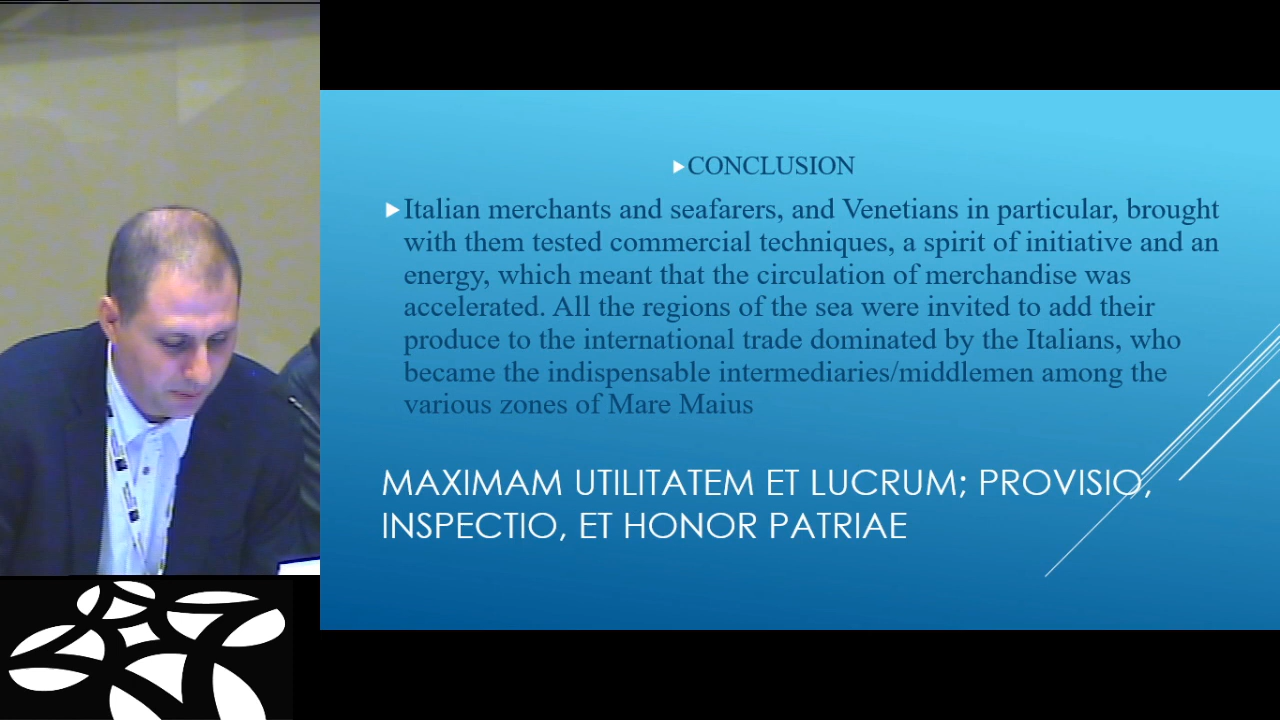 CONCLUSION
Italian merchants and seafarers, and Venetians in particular, brought
with them tested commercial techniques, a spirit of initiative and an
energy, which meant that the circulation of merchandise was
accelerated. All the regions of the sea were invited to add their
produce to the international trade dominated by the Italians, who
became the indispensable intermediaries/middlemen among the
various zones of Mare Maius
MAXIMAM UTILITATEM ET LUCRUM; PROVISIO,
INSPECTIO, ET HONOR PATRIAE